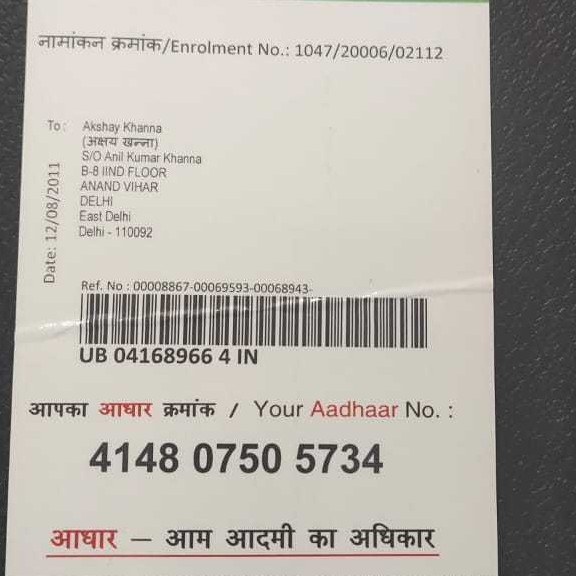 नामांकन क्रमांक/Enrolment No.: 1047/20006/02112
To :
Akshay Khanna
(अक्षय खन्ना)
S/O Anil Kumar Khanna
B-8 IIND FLOOR
ANAND VIHAR
DELHI
East Delhi
Delhi - 110092
Date: 12/08/2011
Ref. No : 00008867-00069593-00068943-
UB 04168966 4 IN
आपका आधार क्रमांक / Your Aadhaar No. :
4148 0750 5734
आधार — आम आदमी का अधिकार